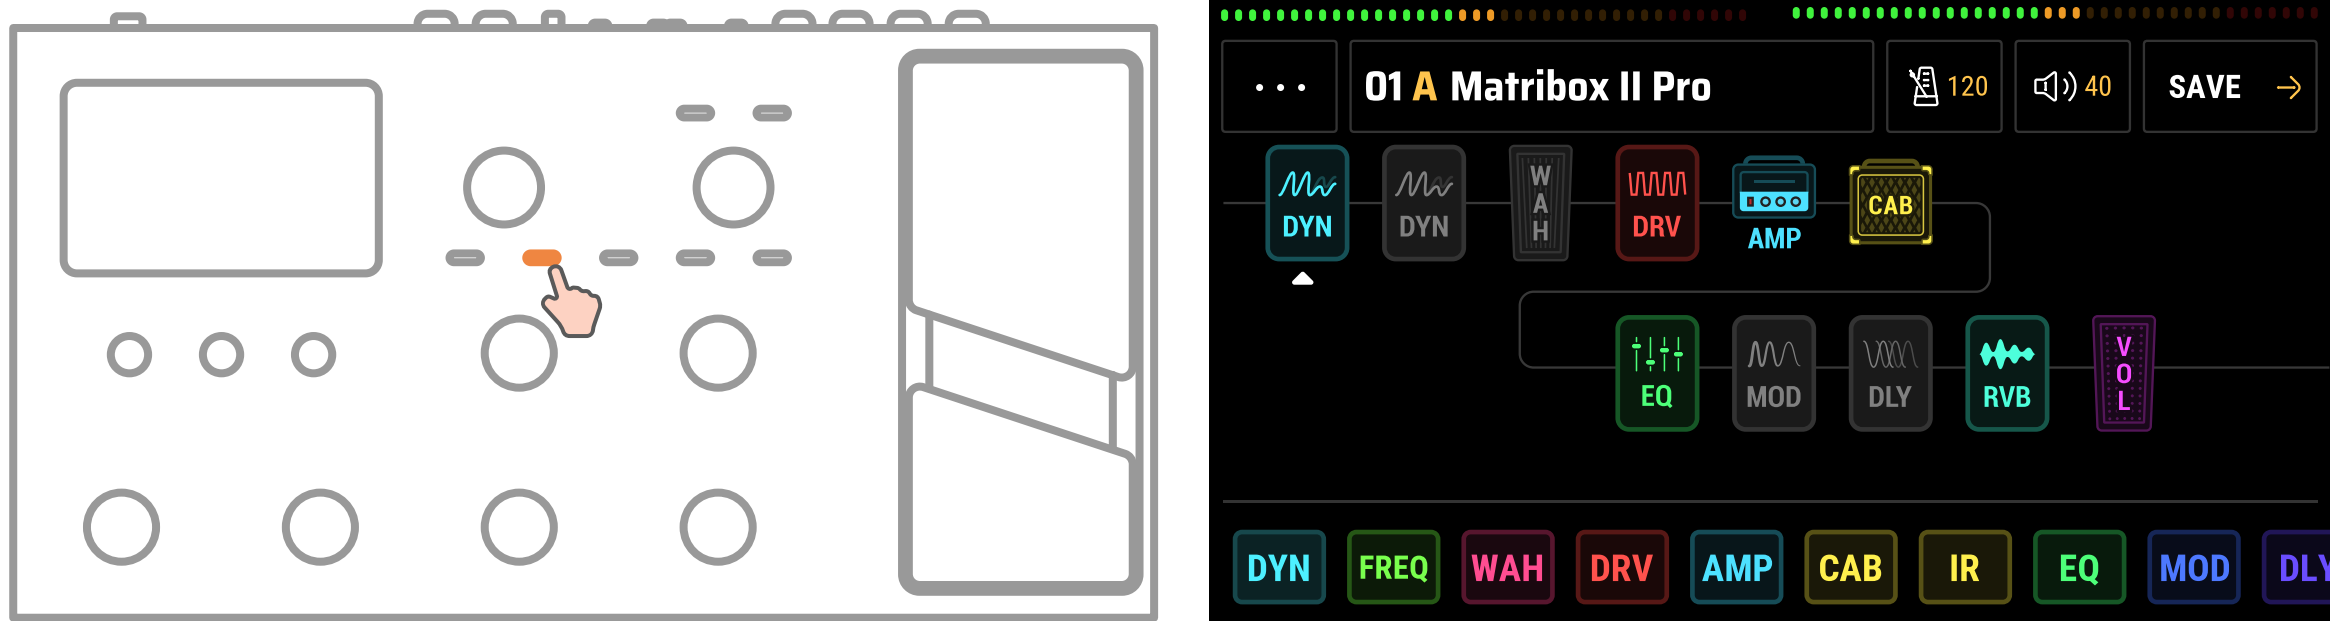 ... 01 A Matribox II Pro 120 40 SAVE
DYN DYN WAH DRV AMP CAB
EQ MOD DLY RVB VOL
DYN FREQ WAH DRV AMP CAB IR EQ MOD DLY